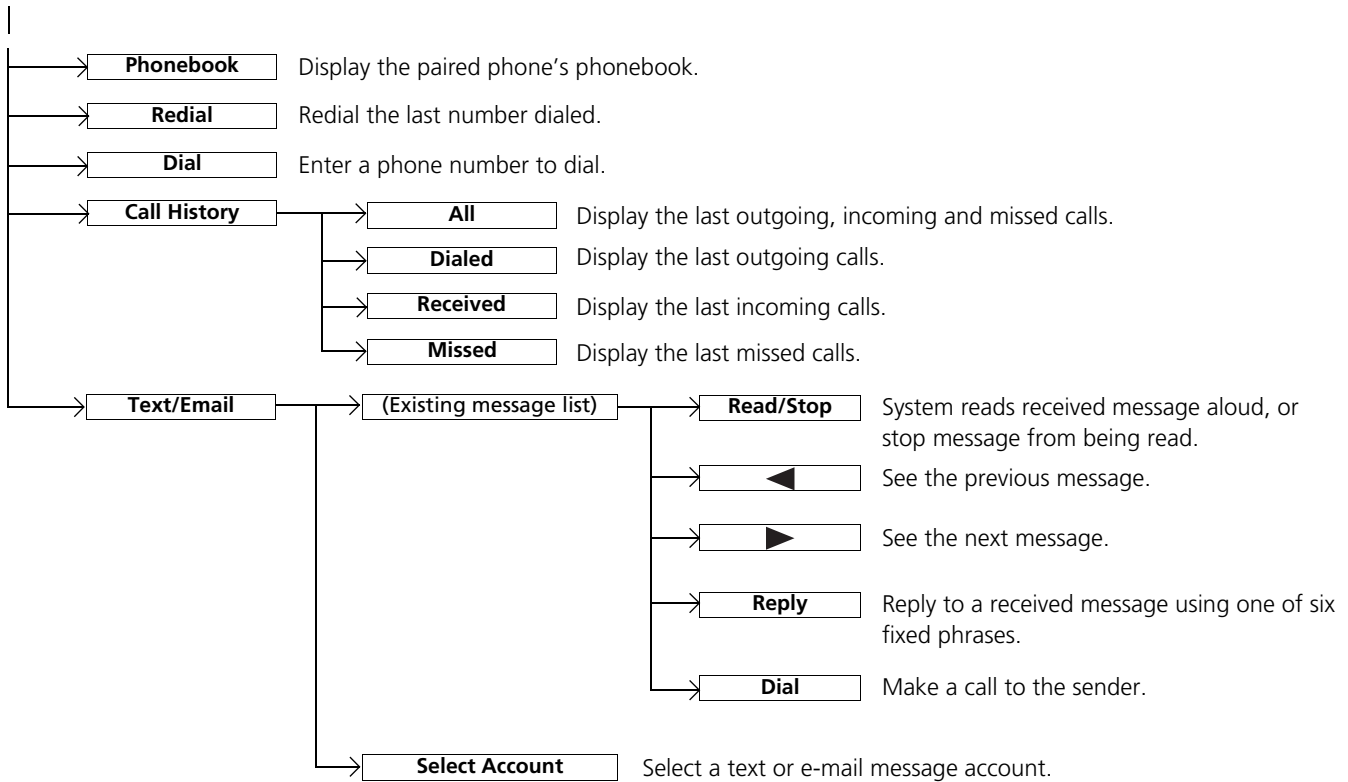 Phonebook Display the paired phone's phonebook.
Redial Redial the last number dialed.
Dial Enter a phone number to dial.
Call History All Display the last outgoing, incoming and missed calls.
Dialed Display the last outgoing calls.
Received Display the last incoming calls.
Missed Display the last missed calls.
Text/Email (Existing message list) Read/Stop System reads received message aloud, or
stop message from being read.
◄ See the previous message.
► See the next message.
Reply Reply to a received message using one of six
fixed phrases.
Dial Make a call to the sender.
Select Account Select a text or e-mail message account.